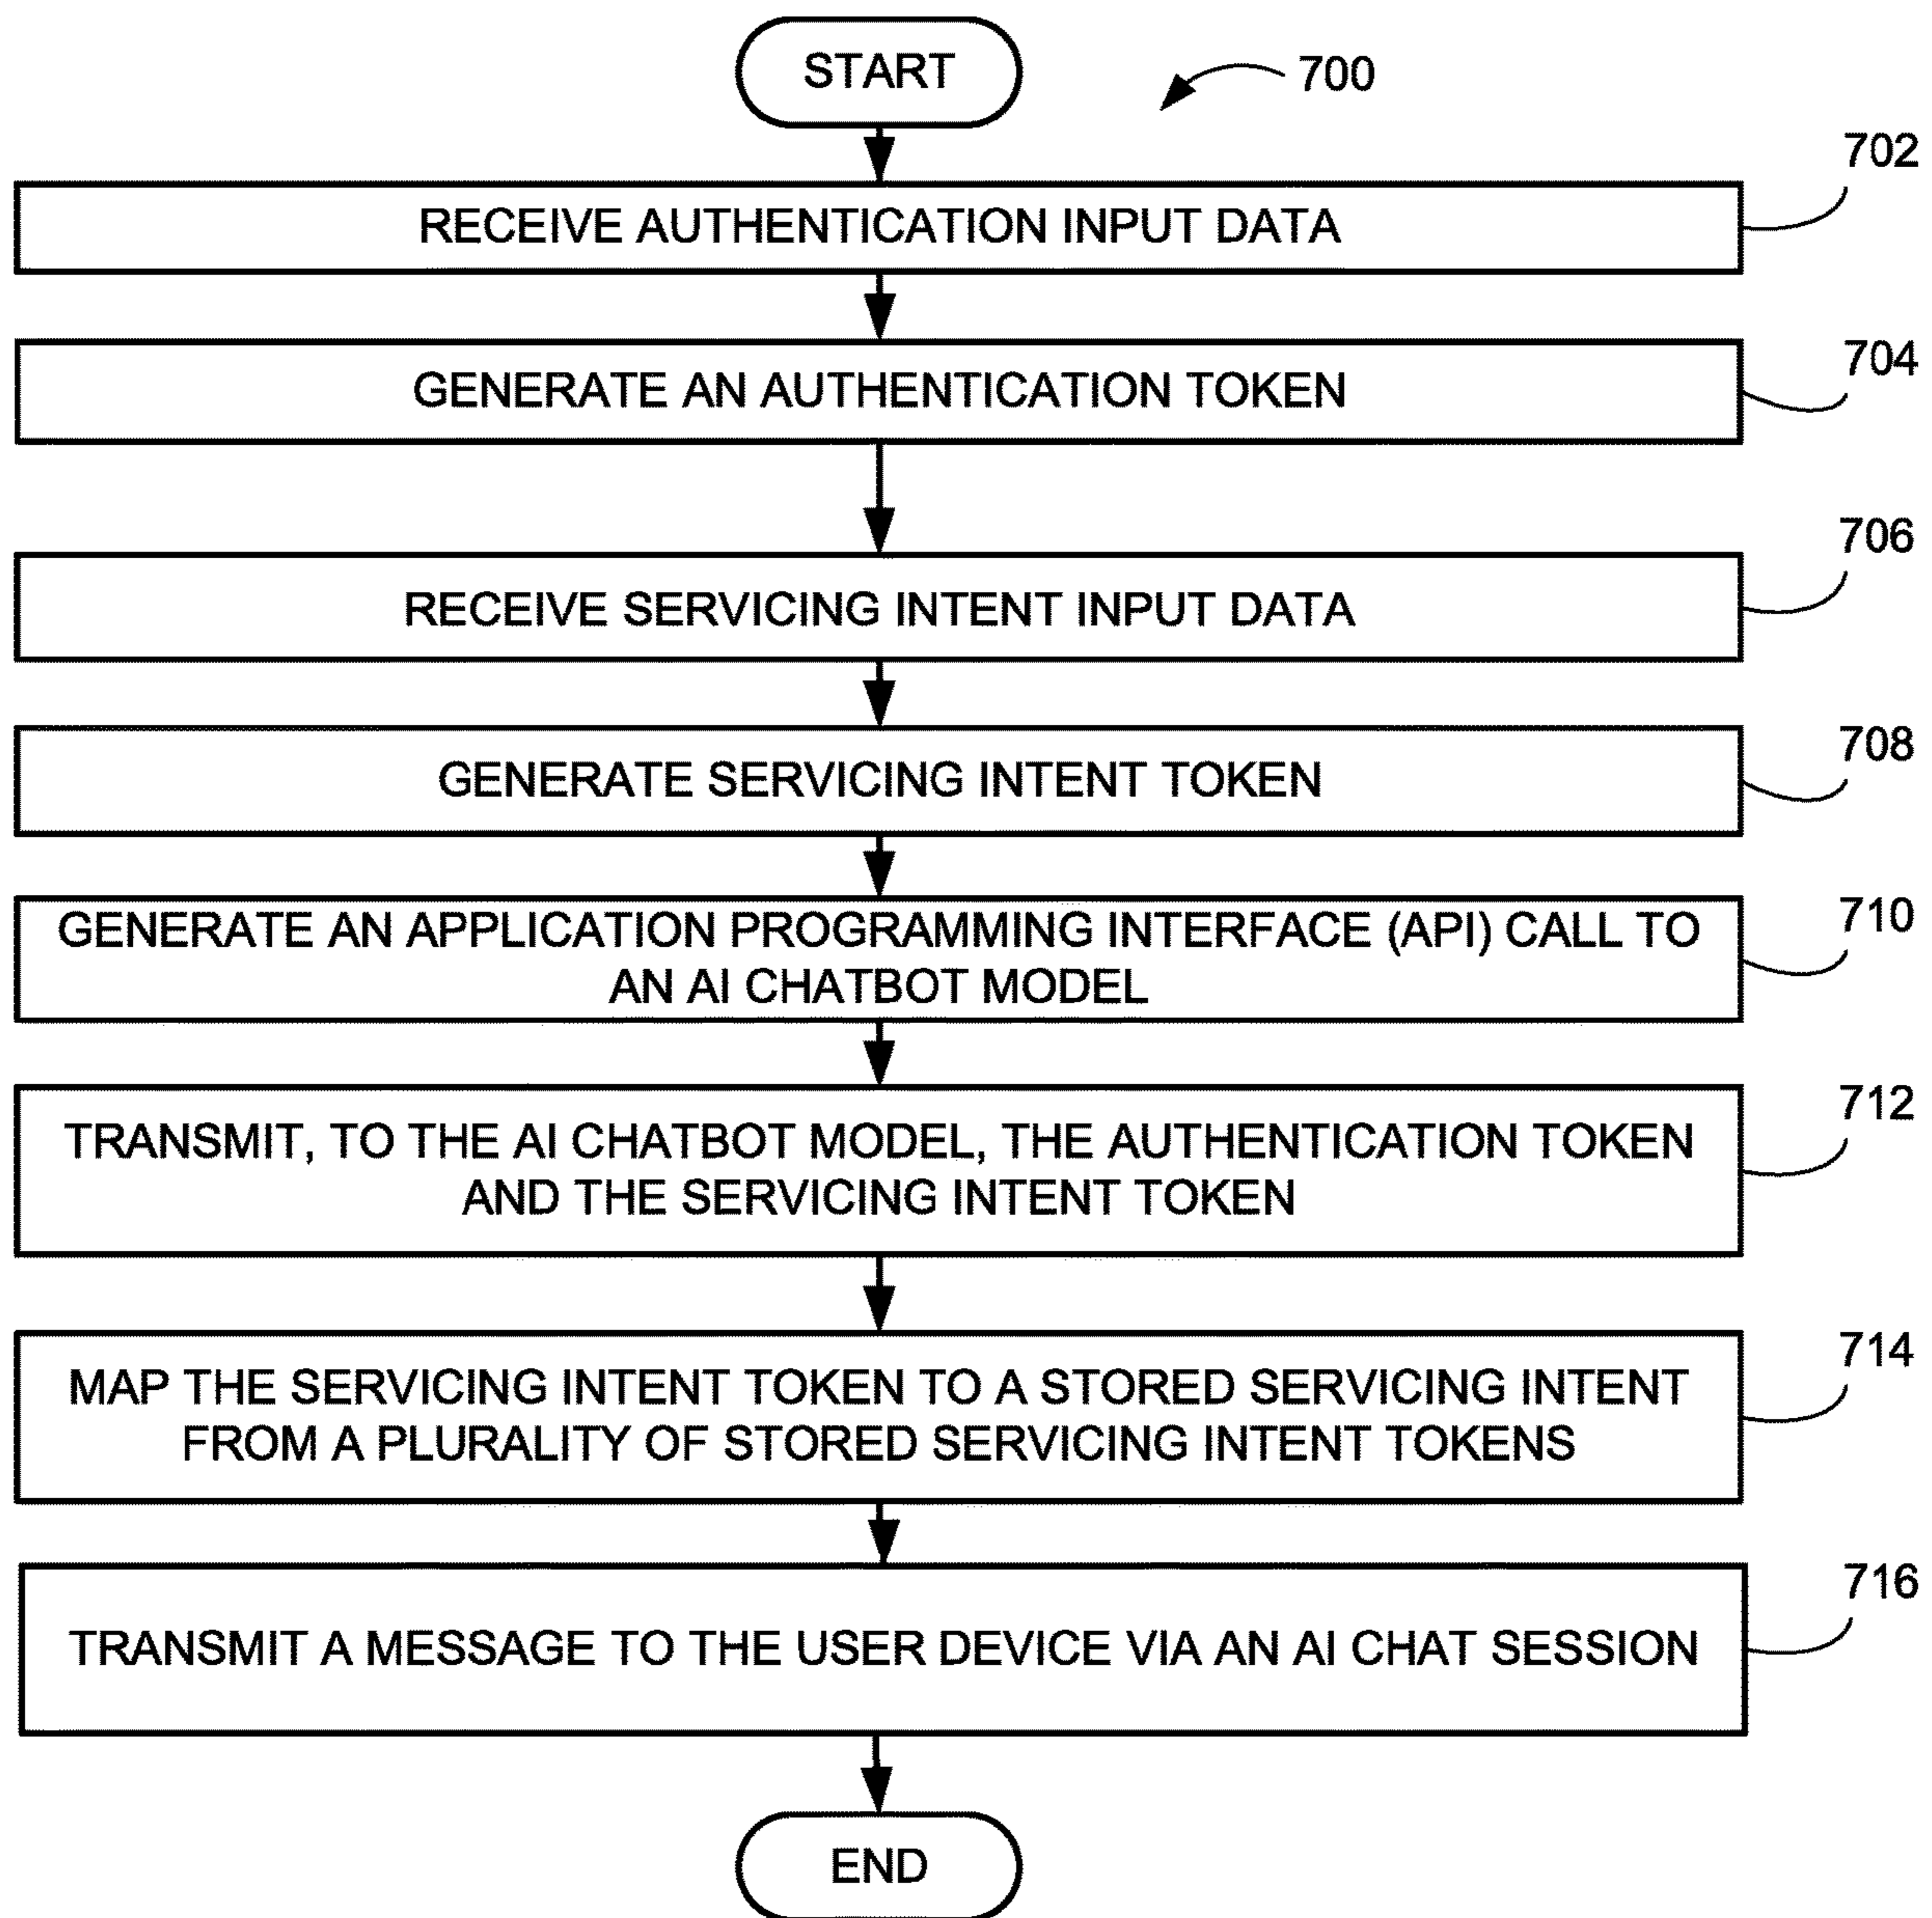 START
700
702
RECEIVE AUTHENTICATION INPUT DATA
704
GENERATE AN AUTHENTICATION TOKEN
706
RECEIVE SERVICING INTENT INPUT DATA
708
GENERATE SERVICING INTENT TOKEN
710
GENERATE AN APPLICATION PROGRAMMING INTERFACE (API) CALL TO
AN AI CHATBOT MODEL
712
TRANSMIT, TO THE AI CHATBOT MODEL, THE AUTHENTICATION TOKEN
AND THE SERVICING INTENT TOKEN
714
MAP THE SERVICING INTENT TOKEN TO A STORED SERVICING INTENT
FROM A PLURALITY OF STORED SERVICING INTENT TOKENS
716
TRANSMIT A MESSAGE TO THE USER DEVICE VIA AN AI CHAT SESSION
END